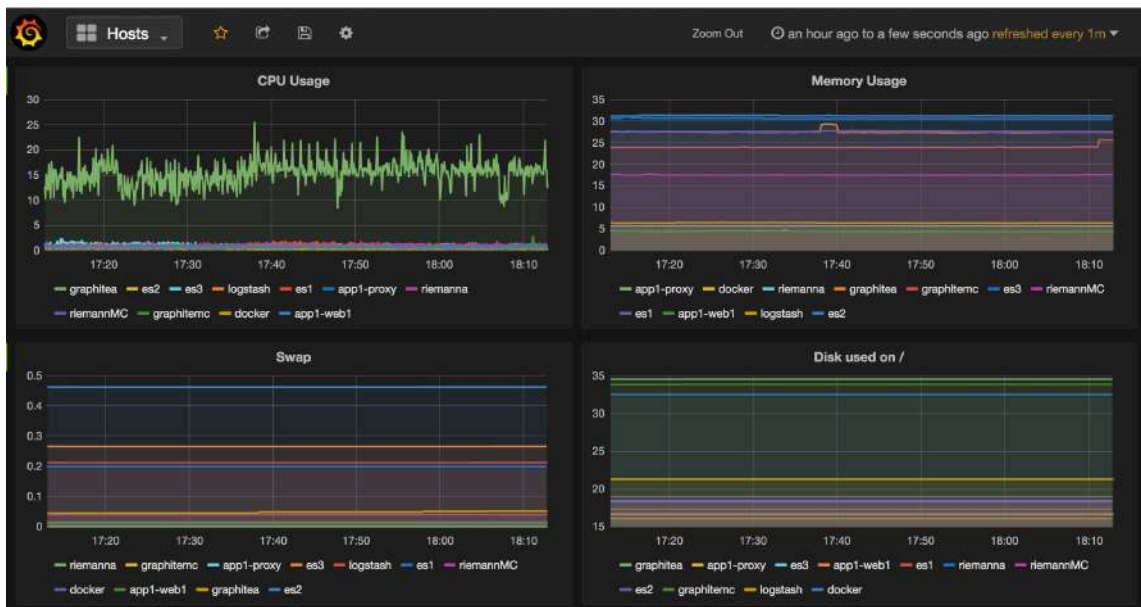 Hosts
Zoom Out
an hour ago to a few seconds ago refreshed every 1m
CPU Usage
30
25
20
15
10
5
0
17:20 17:30 17:40 17:50 18:00 18:10
graphitea es2 es3 logstash es1 app1-proxy riemanna
riemannMC graphitemc docker app1-web1
Memory Usage
35
30
25
20
15
10
5
0
17:20 17:30 17:40 17:50 18:00 18:10
app1-proxy docker riemanna graphitea graphitemc es3 riemannMC
es1 app1-web1 logstash es2
Swap
0.5
0.4
0.3
0.2
0.1
0
17:20 17:30 17:40 17:50 18:00 18:10
riemanna graphitemc app1-proxy es3 logstash es1 riemannMC
docker app1-web1 graphitea es2
Disk used on /
35
30
25
20
15
17:20 17:30 17:40 17:50 18:00 18:10
graphitea app1-proxy es3 app1-web1 es1 riemanna riemannMC
es2 graphitemc logstash docker